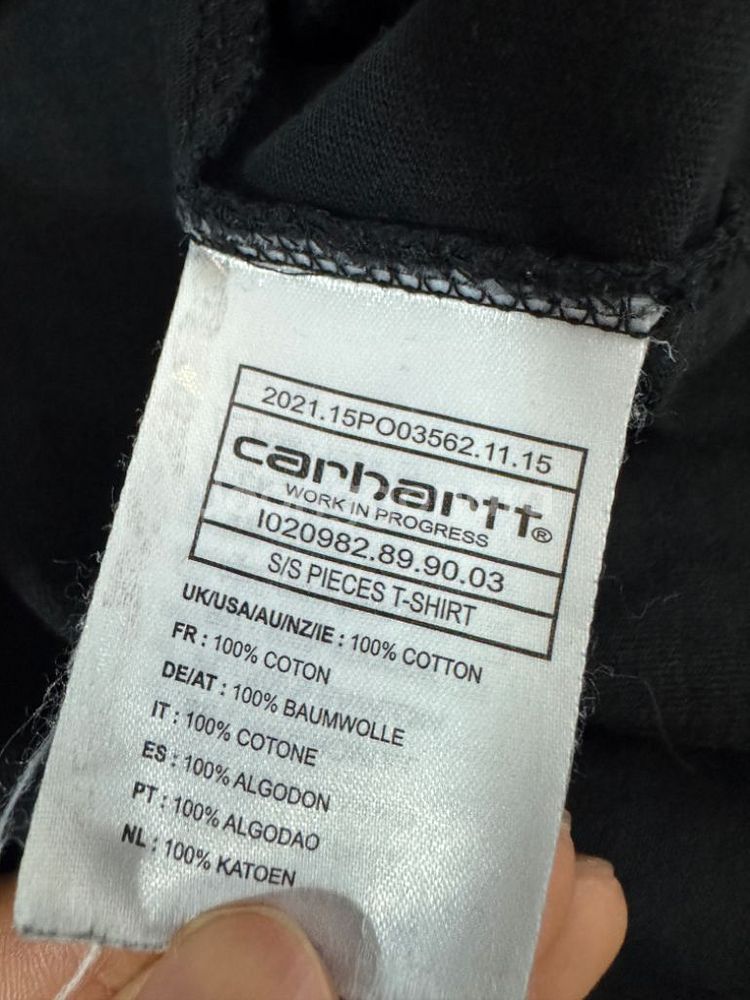 2021.15PO03562.11.15
carhartt®
WORK IN PROGRESS
I020982.89.90.03
S/S PIECES T-SHIRT
UK/USA/AU/NZ/IE : 100% COTTON
FR : 100% COTON
DE/AT : 100% BAUMWOLLE
IT : 100% COTONE
ES : 100% ALGODON
PT : 100% ALGODAO
NL : 100% KATOEN